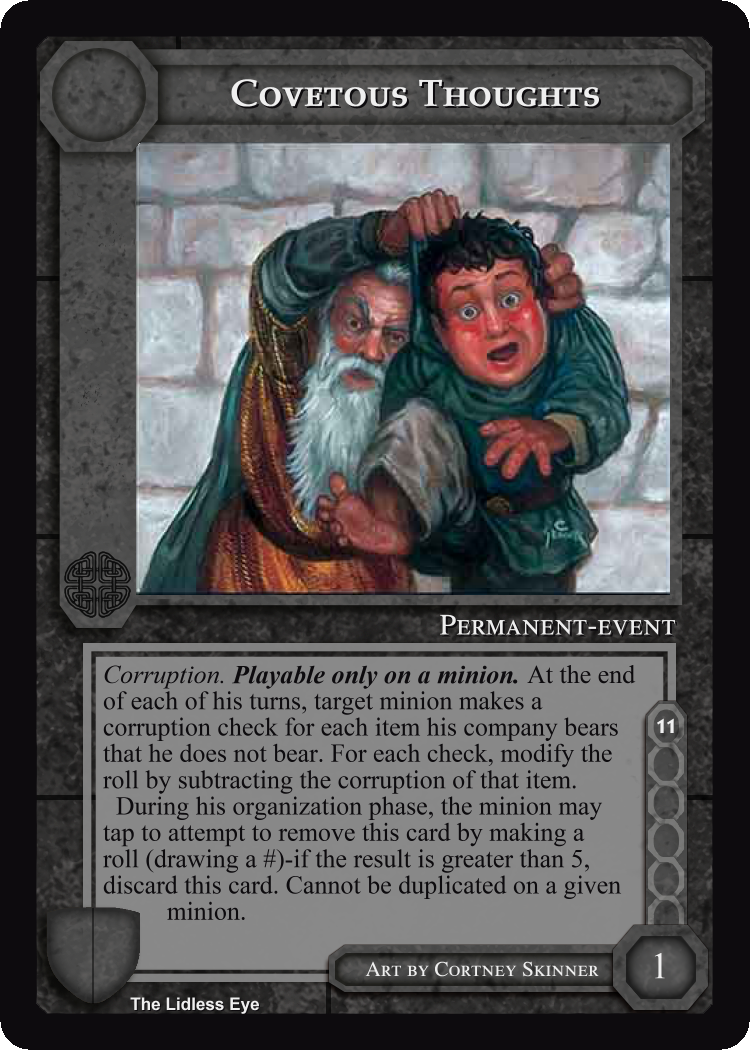 Covetous Thoughts
C
Skinner
Permanent-event
Corruption. Playable only on a minion. At the end
of each of his turns, target minion makes a
corruption check for each item his company bears
that he does not bear. For each check, modify the
roll by subtracting the corruption of that item.
During his organization phase, the minion may
tap to attempt to remove this card by making a
roll (drawing a #)-if the result is greater than 5,
discard this card. Cannot be duplicated on a given
minion.
11
Art by Cortney Skinner
1
The Lidless Eye